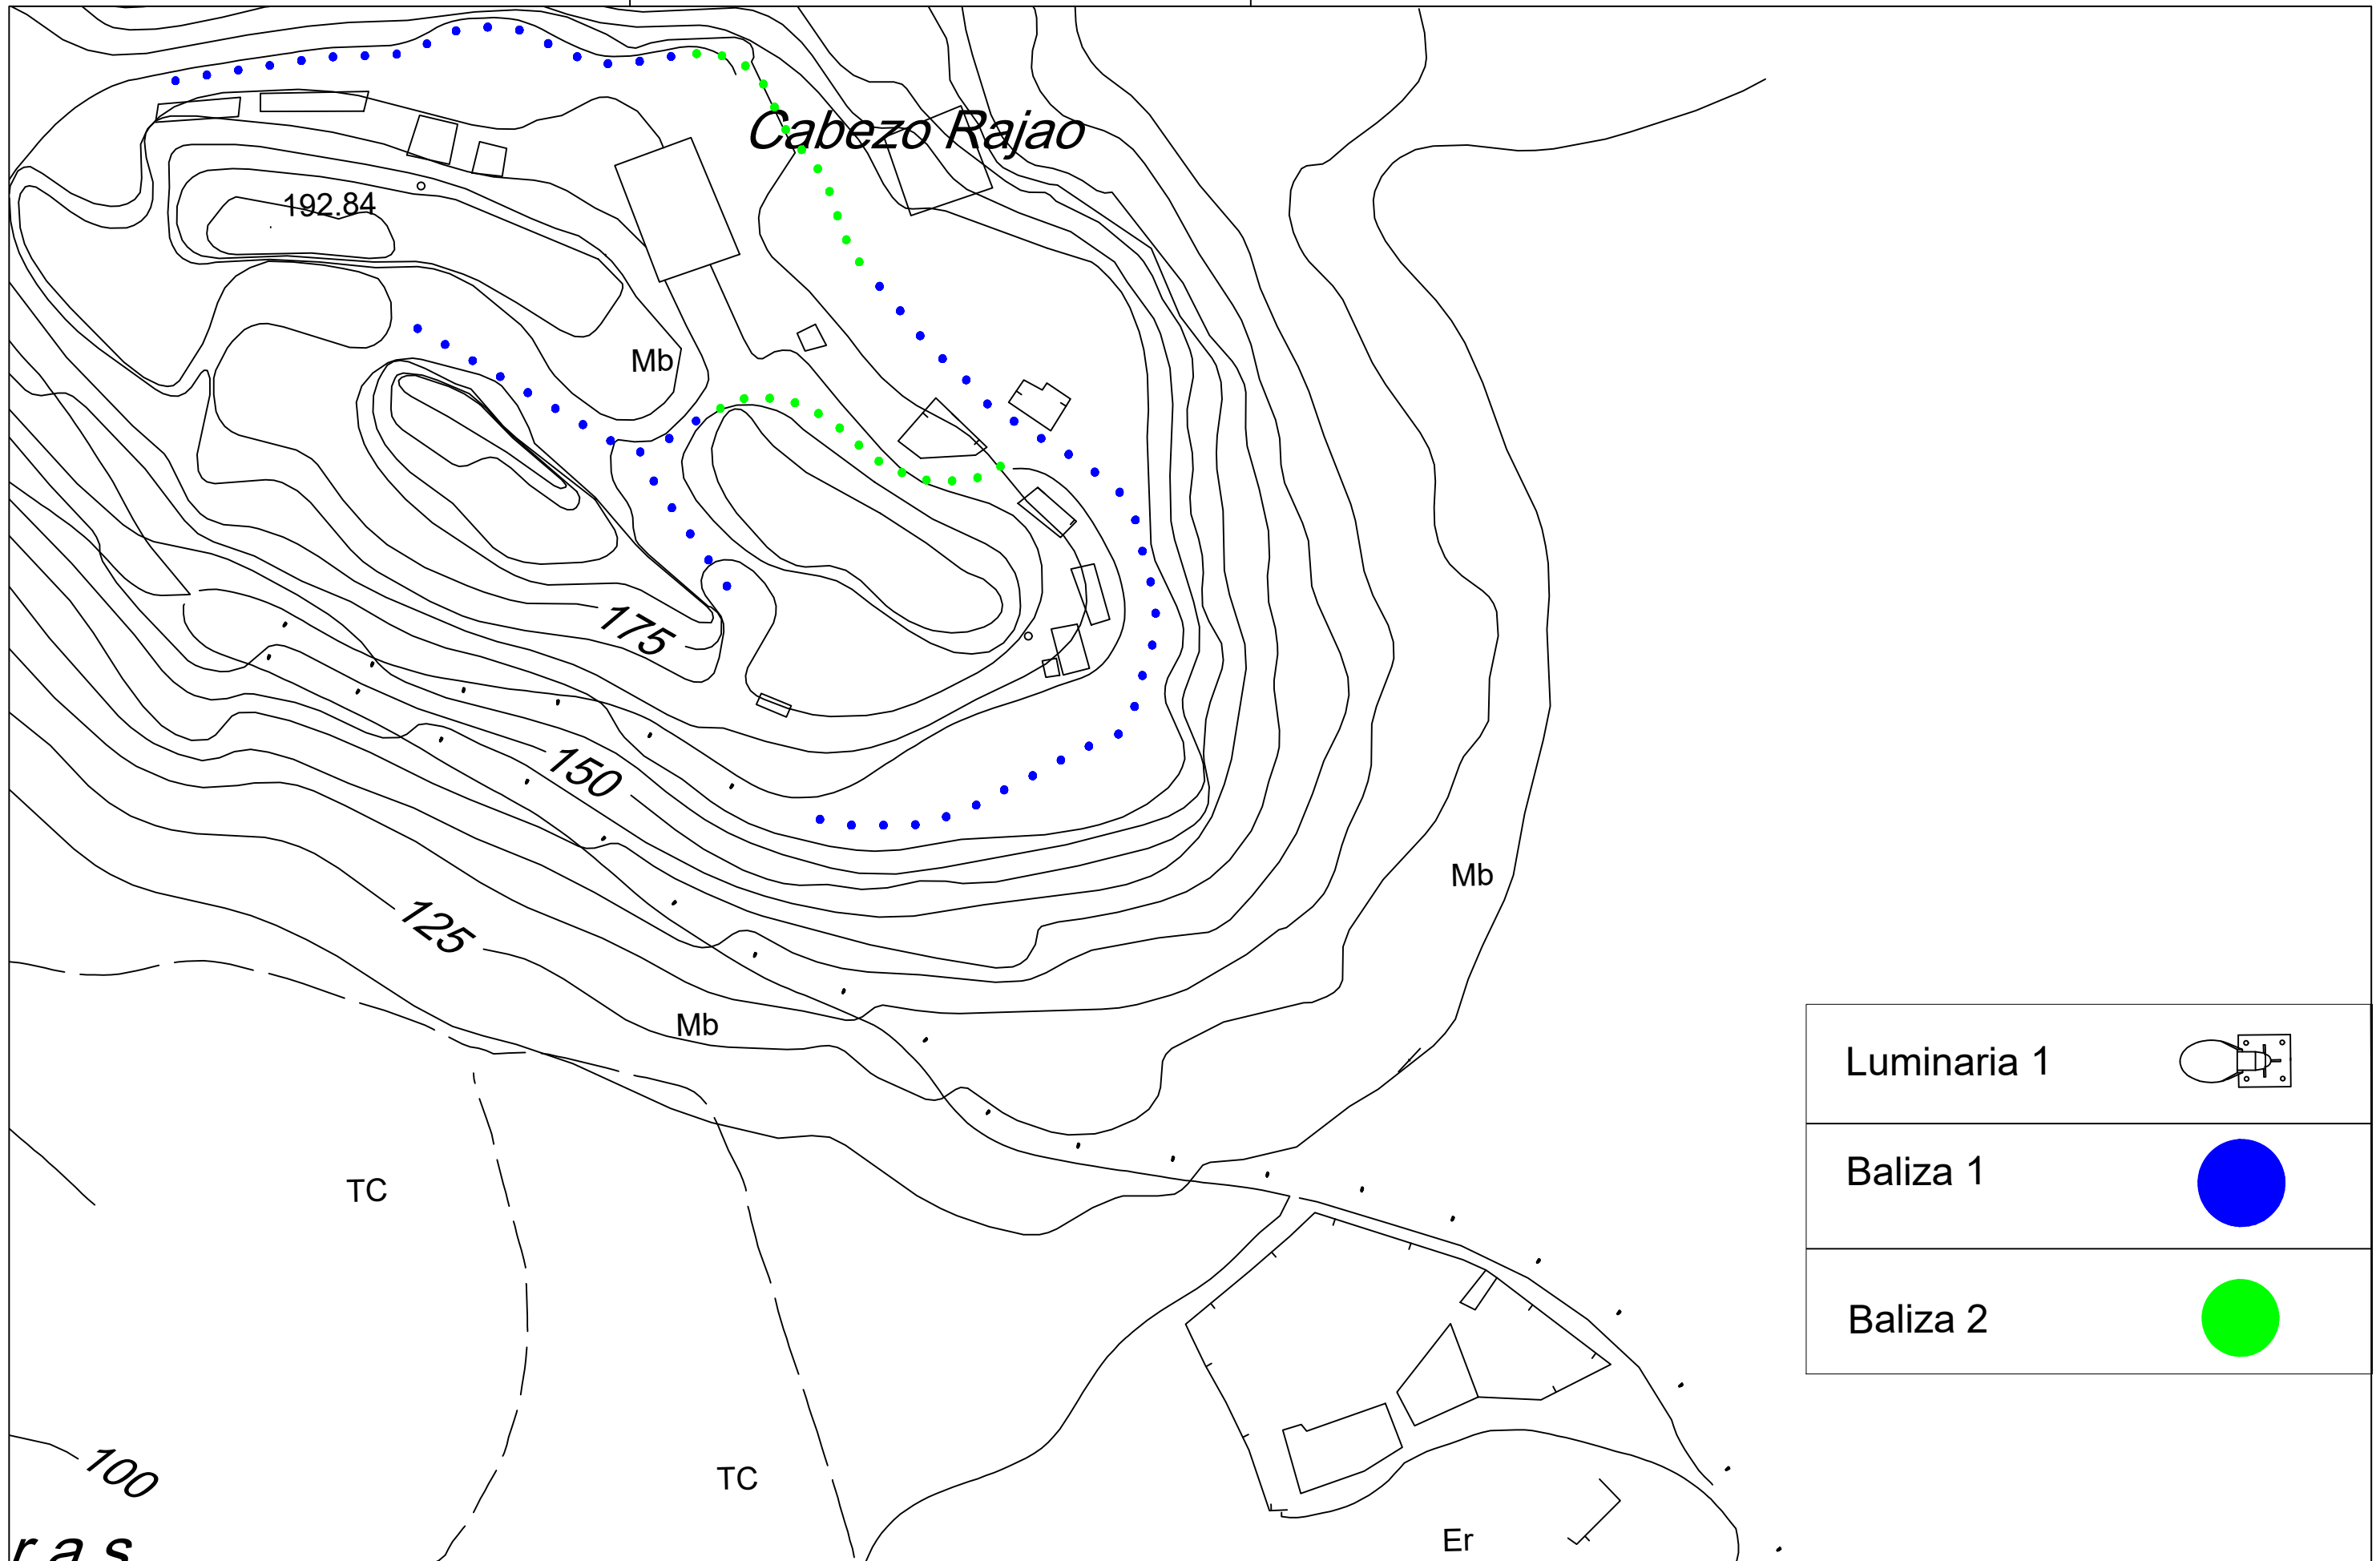 Cabezo Rajao
192.84
Mb
175
150
Mb
125
Mb
Luminaria 1
Baliza 1
Baliza 2
TC
100
TC
Er
ras